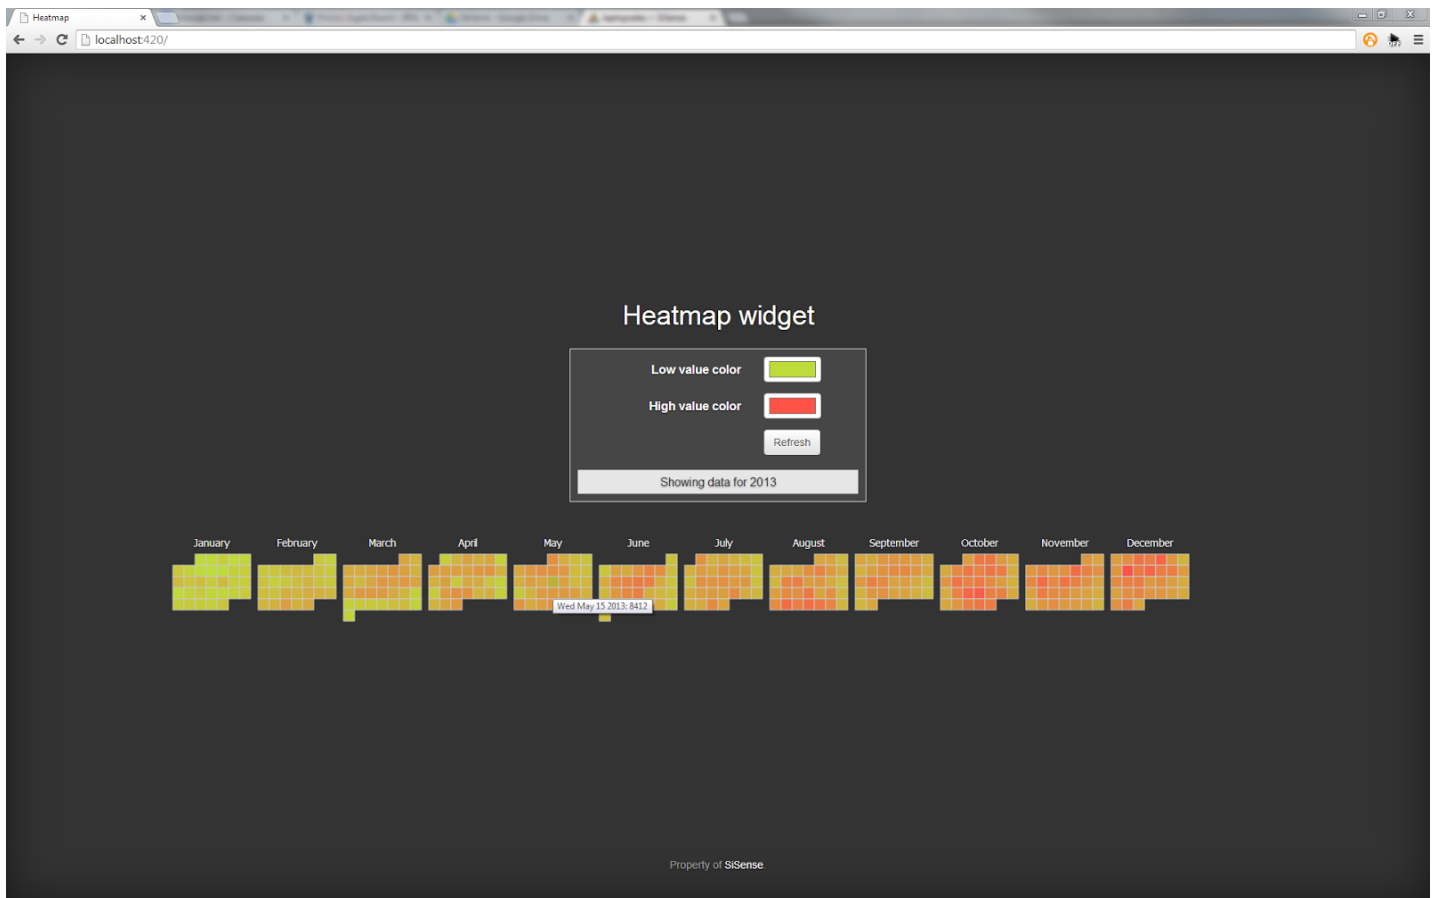 Heatmap
localhost:420/
OFF
Heatmap widget
Low value color
High value color
Refresh
Showing data for 2013
January February March April May June July August September October November December
Wed May 15 2013: 8412
Property of SiSense